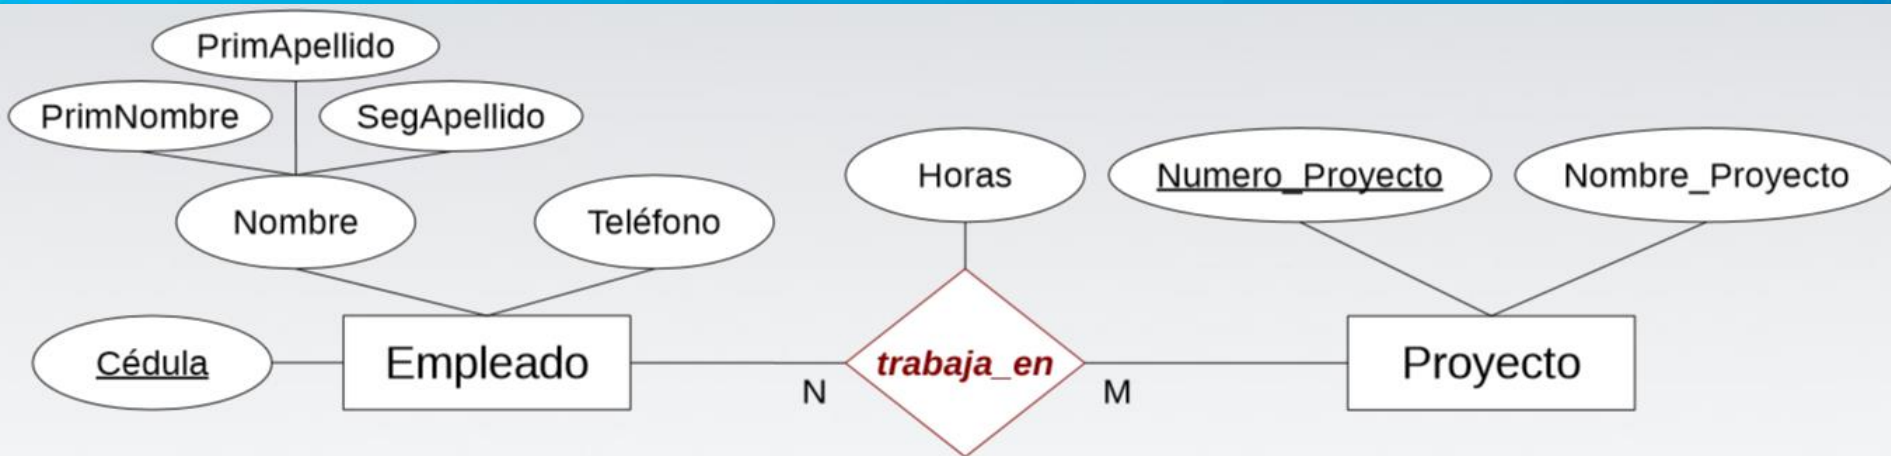 PrimApellido
PrimNombre
SegApellido
Nombre
Teléfono
Horas
Numero_Proyecto
Nombre_Proyecto
Cédula
Empleado
N
trabaja_en
M
Proyecto